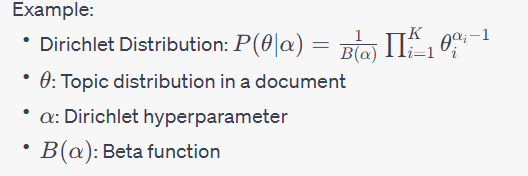 Example:
• Dirichlet Distribution: $P(\theta|\alpha) = \frac{1}{B(\alpha)} \prod_{i=1}^{K} \theta_i^{\alpha_i - 1}$
• $\theta$: Topic distribution in a document
• $\alpha$: Dirichlet hyperparameter
• $B(\alpha)$: Beta function